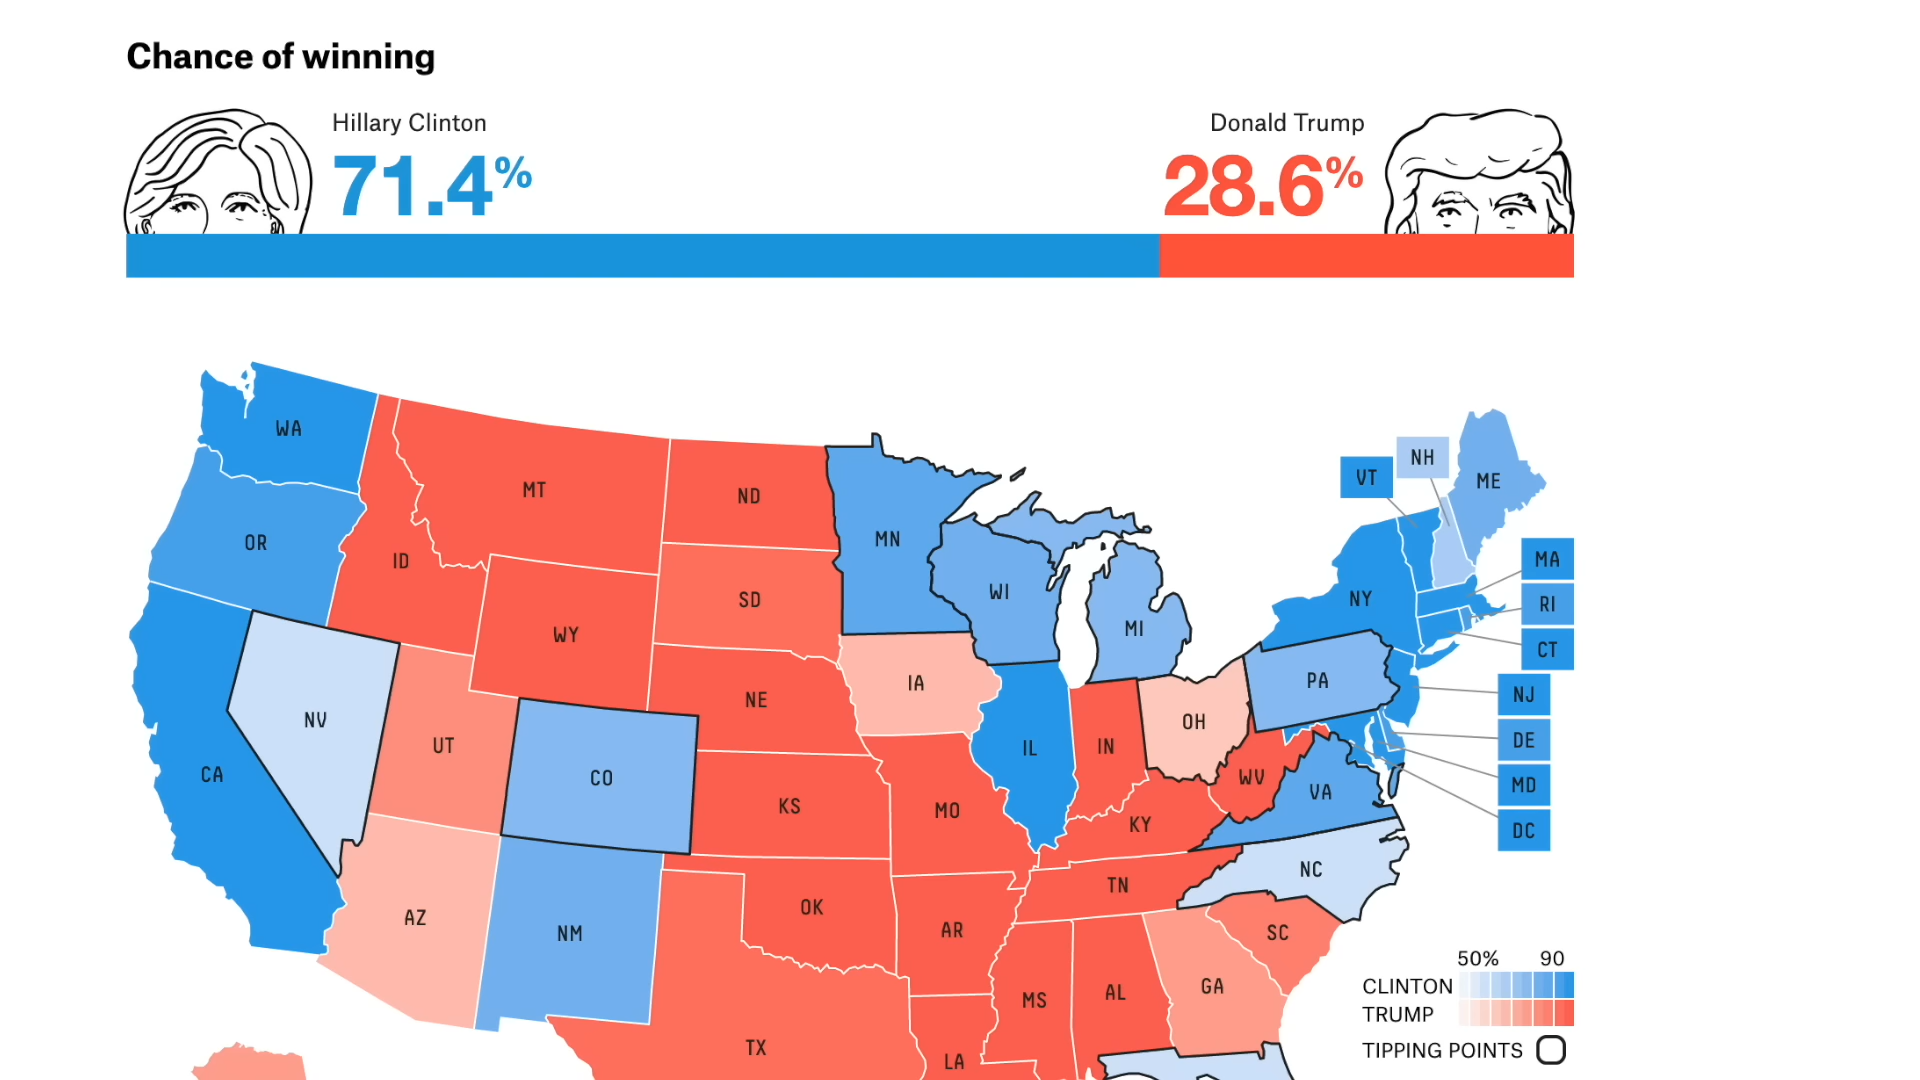 Chance of winning
Hillary Clinton
71.4%
Donald Trump
28.6%
WA
OR
CA
NV
ID
MT
WY
UT
AZ
CO
NM
ND
SD
NE
KS
OK
TX
MN
IA
MO
AR
LA
WI
IL
MS
MI
IN
KY
TN
AL
OH
WV
GA
SC
NC
VA
PA
NY
VT
NH
ME
MA
RI
CT
NJ
DE
MD
DC
50% 90
CLINTON
TRUMP
TIPPING POINTS